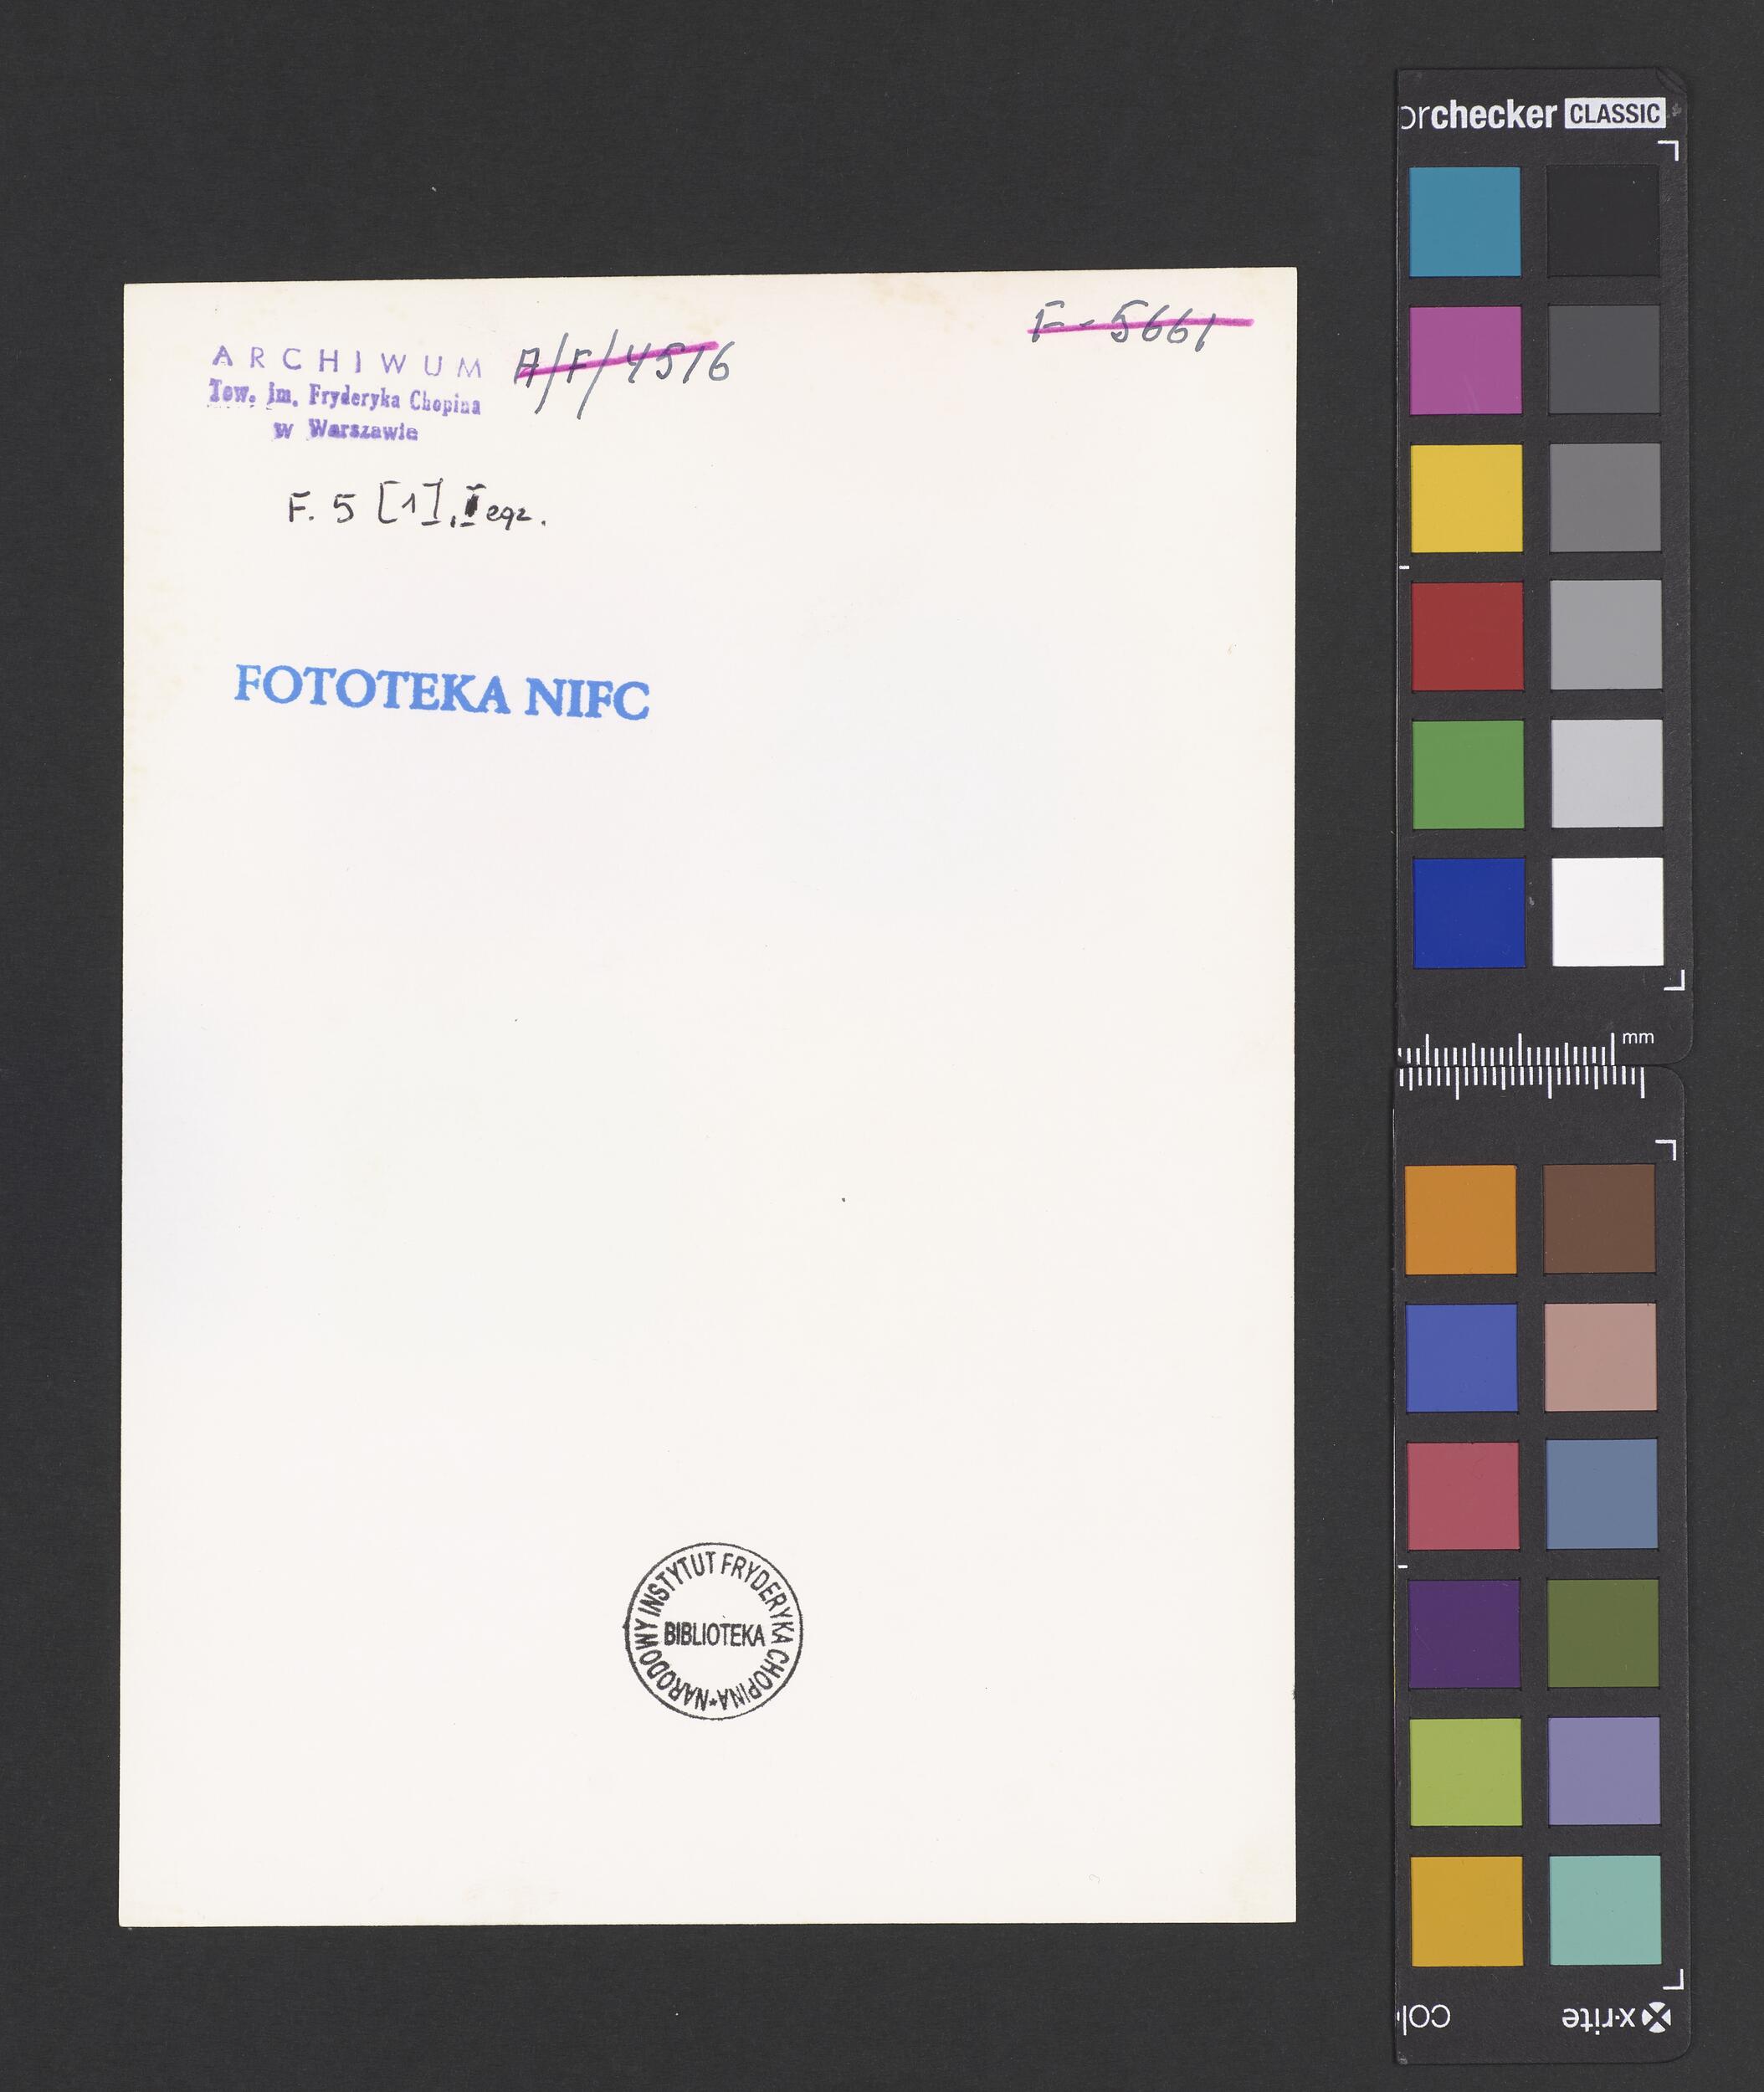 F-5661
A/F/4516
ARCHIWUM
Tow. im. Fryderyka Chopina
w Warszawie
F. 5 [1], I egz.
FOTOTEKA NIFC
NARODOWY INSTYTUT FRYDERYKA CHOPINA*
BIBLIOTEKA
orchecker CLASSIC
mm
x-rite
col